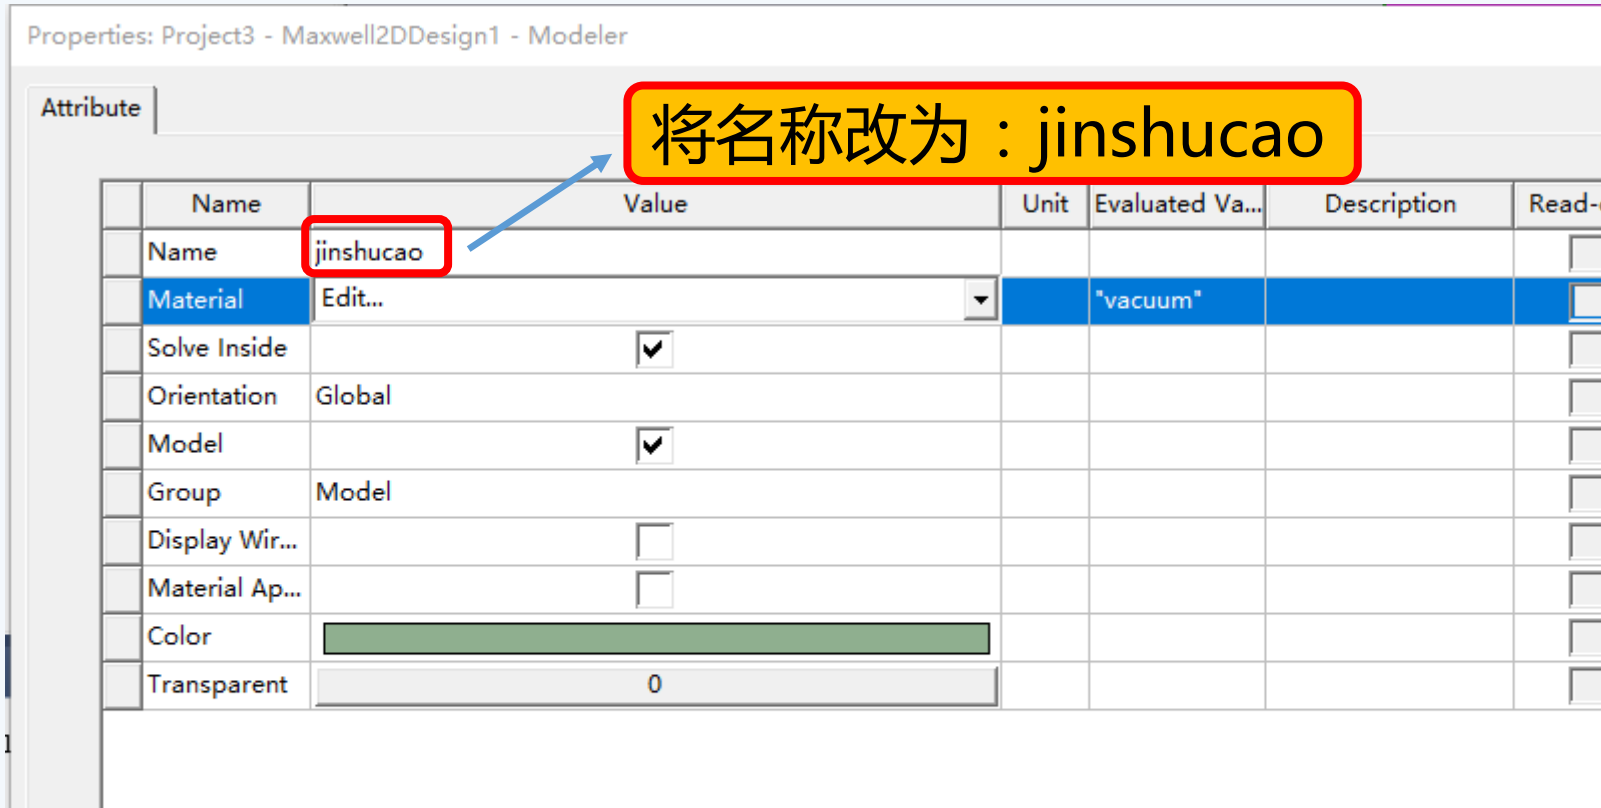 Properties: Project3 - Maxwell2DDesign1 - Modeler
Attribute
将名称改为：jinshucao
Name Value Unit Evaluated Va... Description Read-
Name jinshucao
Material Edit... "vacuum"
Solve Inside
Orientation Global
Model
Group Model
Display Wir...
Material Ap...
Color
Transparent 0